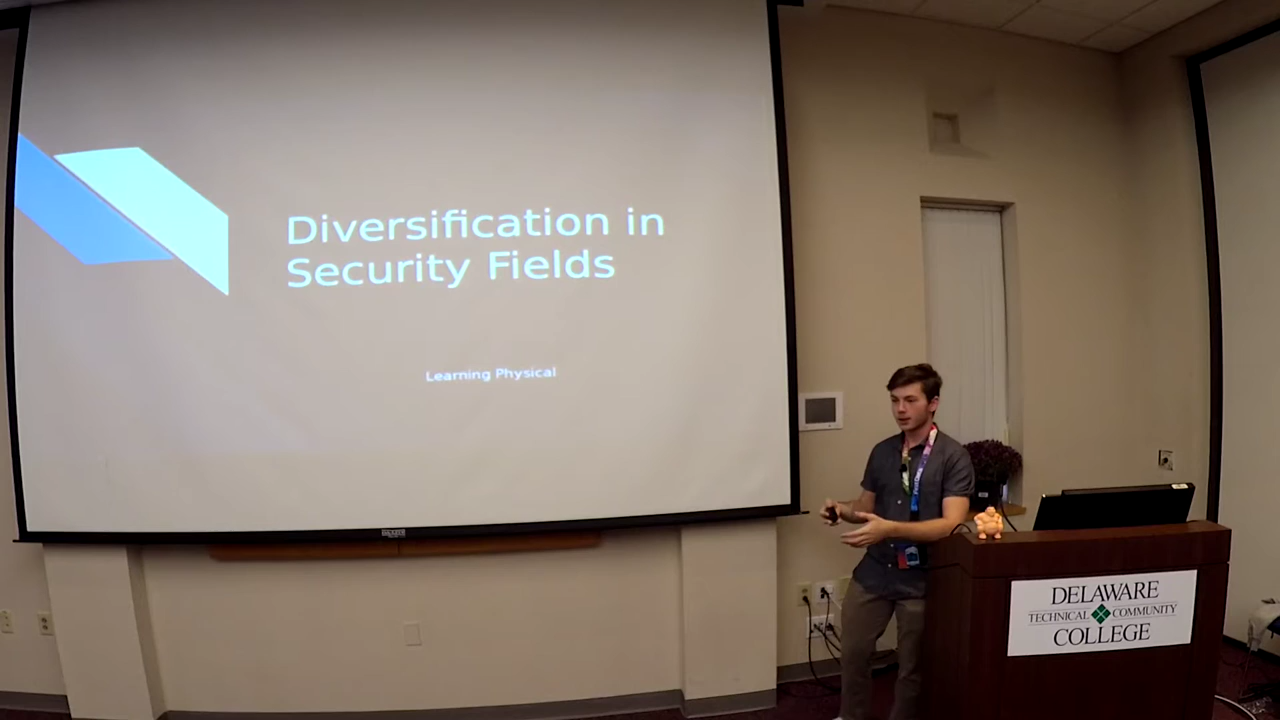 Diversification in
Security Fields
Learning Physical
DELAWARE
TECHNICAL COMMUNITY
COLLEGE